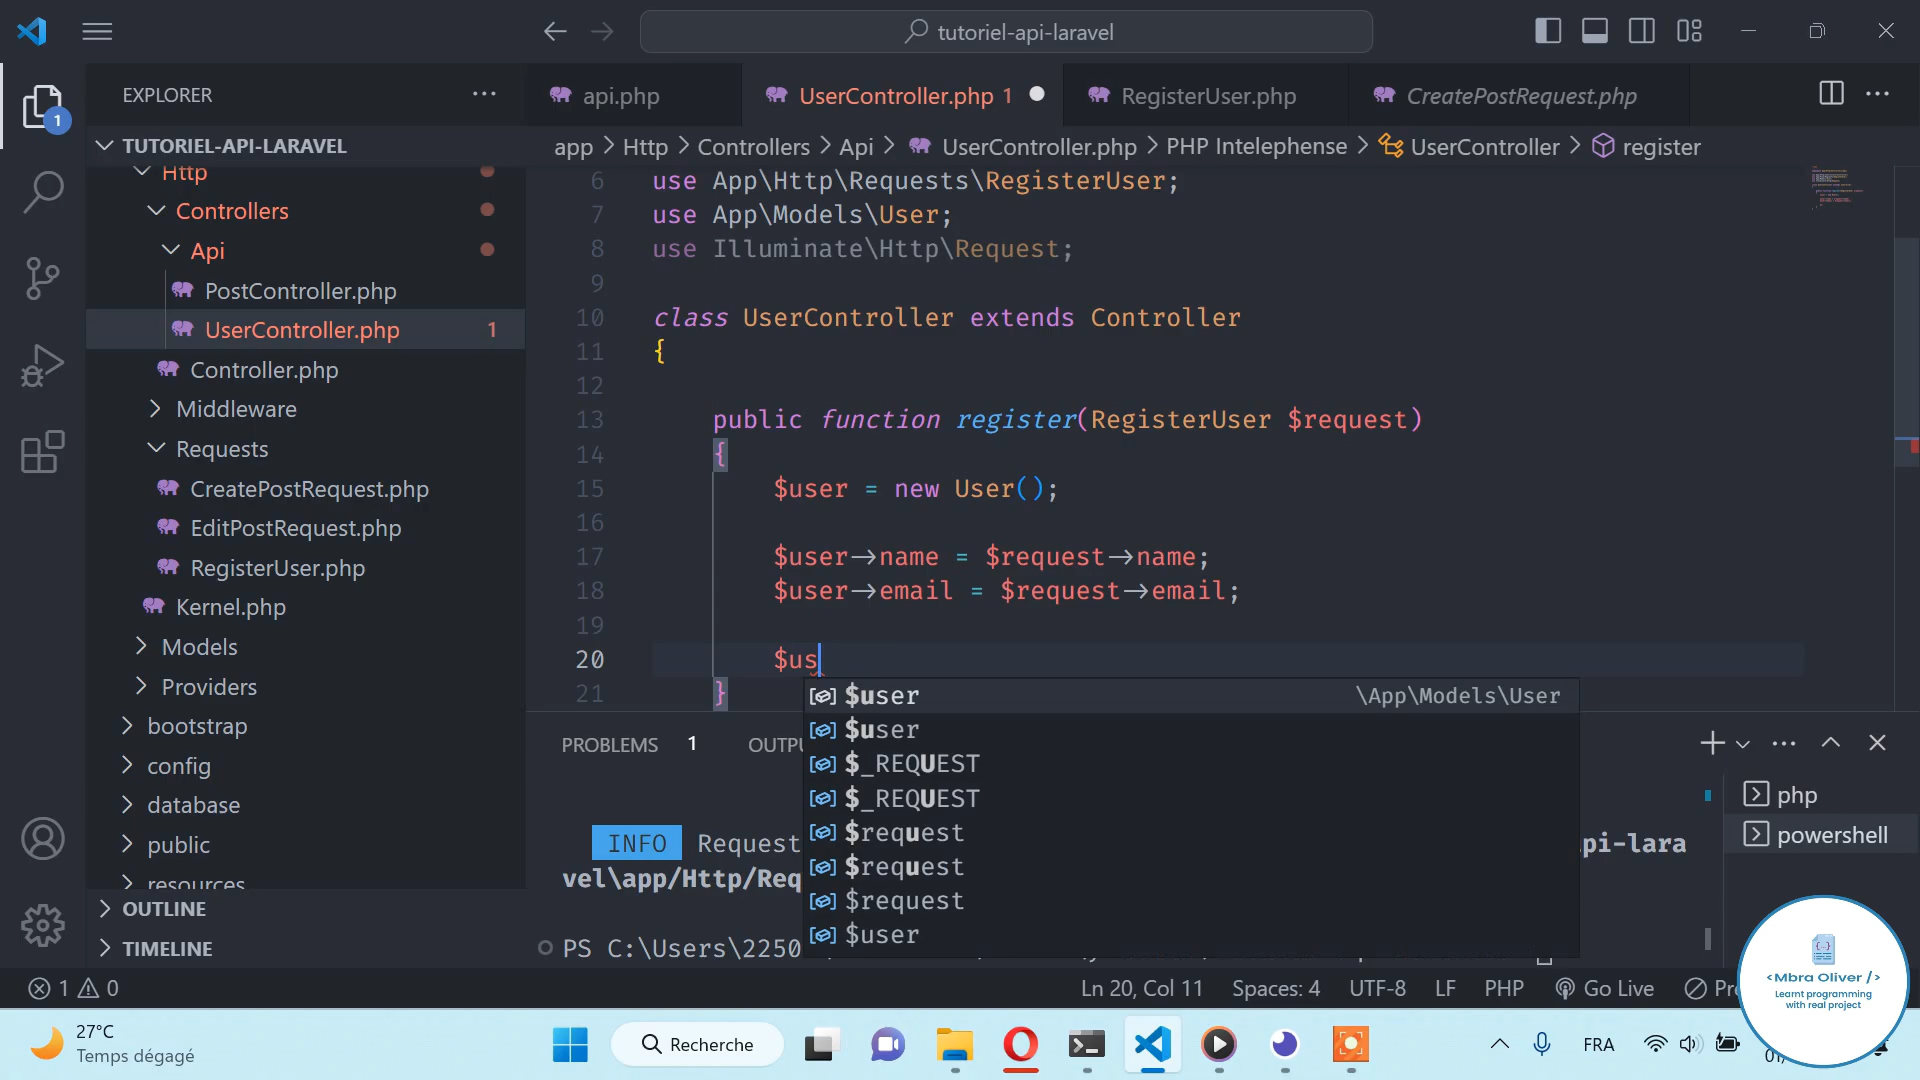 tutoriel-api-laravel
EXPLORER
api.php
UserController.php 1
RegisterUser.php
CreatePostRequest.php
1
TUTORIEL-API-LARAVEL
app > Http > Controllers > Api > UserController.php > PHP Intelephense > UserController > register
Http
Controllers
Api
PostController.php
UserController.php 1
Controller.php
Middleware
Requests
CreatePostRequest.php
EditPostRequest.php
RegisterUser.php
Kernel.php
Models
Providers
bootstrap
config
database
public
resources
OUTLINE
TIMELINE
6 use App\Http\Requests\RegisterUser;
7 use App\Models\User;
8 use Illuminate\Http\Request;
9
10 class UserController extends Controller
11 {
12
13 public function register(RegisterUser $request)
14 {
15 $user = new User();
16
17 $user->name = $request->name;
18 $user->email = $request->email;
19
20 $us
21 }
$user \App\Models\User
$user
$_REQUEST
$_REQUEST
$request
$request
$request
$user
PROBLEMS 1 OUTPU
INFO Request
pi-lara
vel\app/Http/Req
PS C:\Users\2250
php
powershell
1 0
Ln 20, Col 11
Spaces: 4
UTF-8
LF
PHP
Go Live
<Mbra Oliver />
Learnt programming
with real project
27°C
Temps dégagé
Recherche
FRA